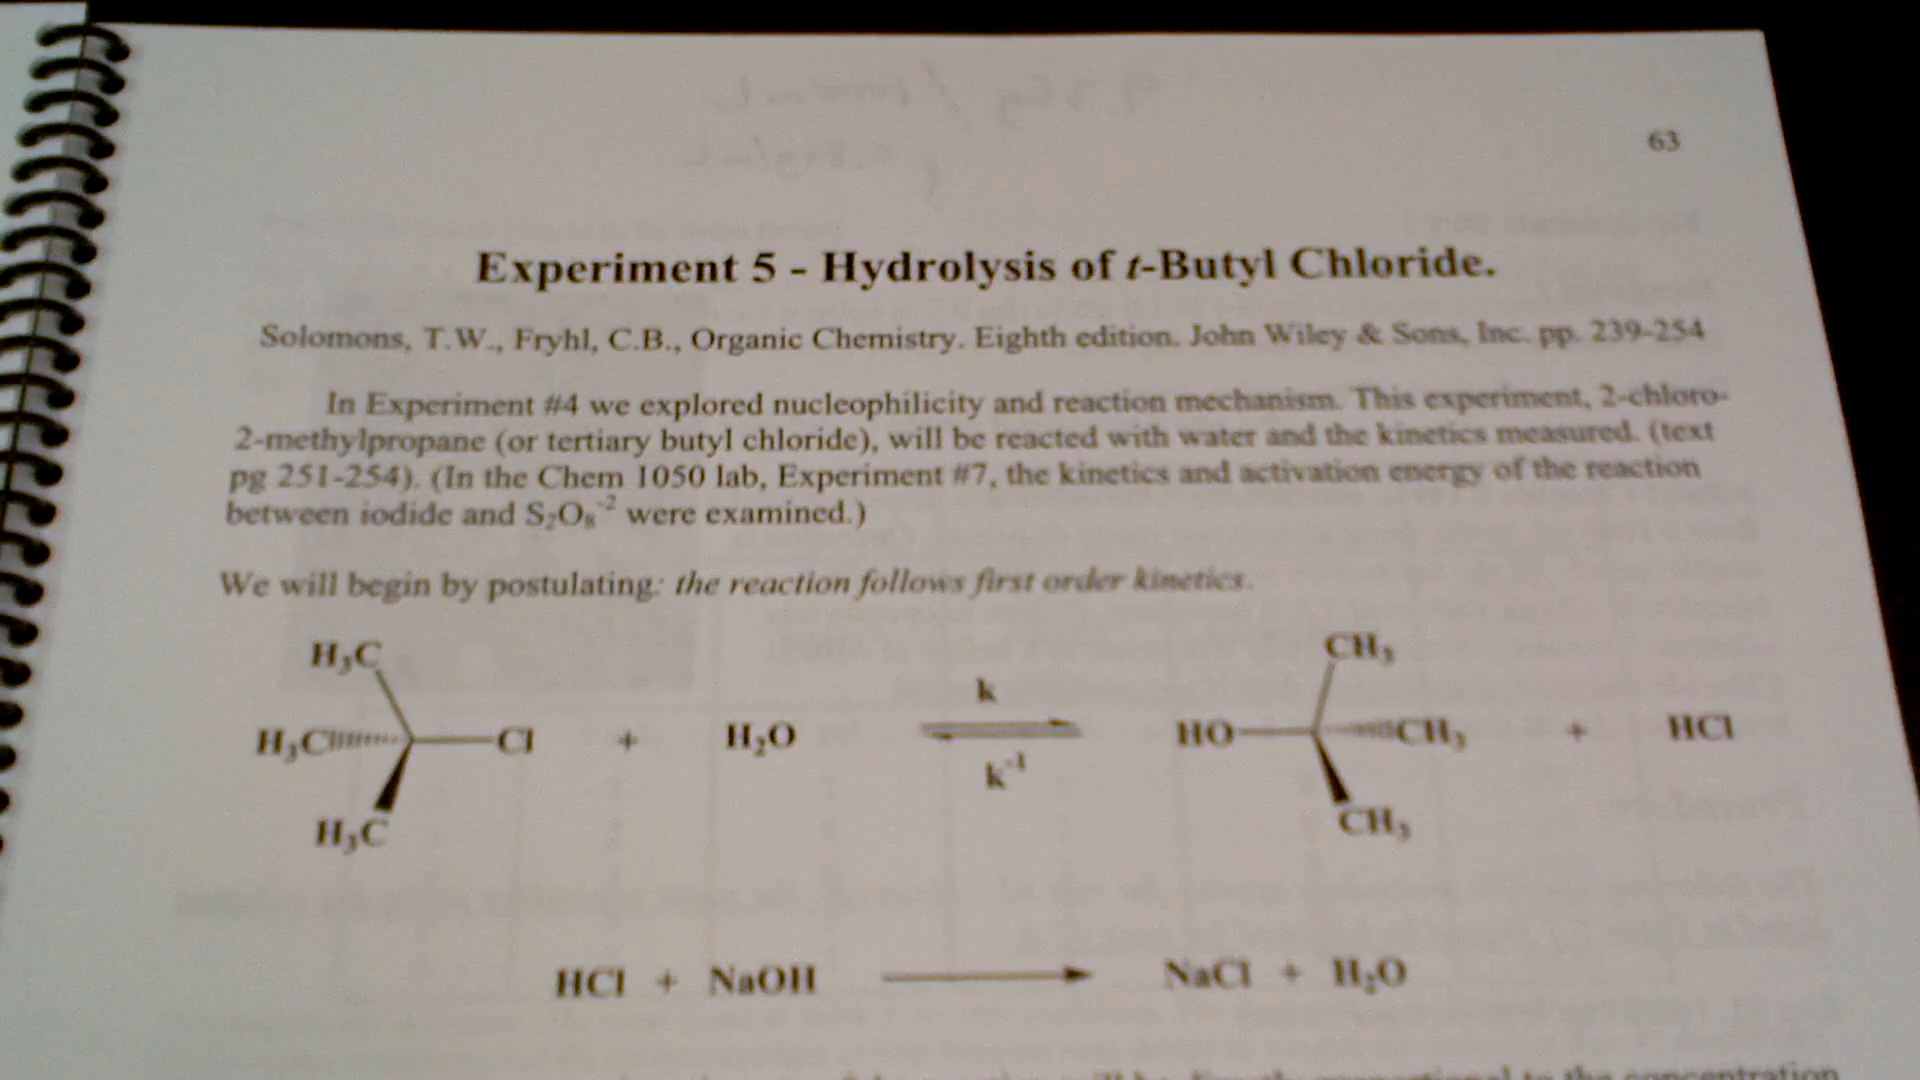 63
Experiment 5 - Hydrolysis of t-Butyl Chloride.
Solomons, T.W., Fryhl, C.B., Organic Chemistry. Eighth edition. John Wiley & Sons, Inc. pp. 239-254
In Experiment #4 we explored nucleophilicity and reaction mechanism. This experiment, 2-chloro-
2-methylpropane (or tertiary butyl chloride), will be reacted with water and the kinetics measured. (text
pg 251-254). (In the Chem 1050 lab, Experiment #7, the kinetics and activation energy of the reaction
between iodide and S₂O₈⁻² were examined.)
We will begin by postulating: the reaction follows first order kinetics.
H₃C
H₃C Cl + H₂O
H₃C
k
k⁻¹
CH₃
HO CH₃ + HCl
CH₃
HCl + NaOH → NaCl + H₂O
to the concentration